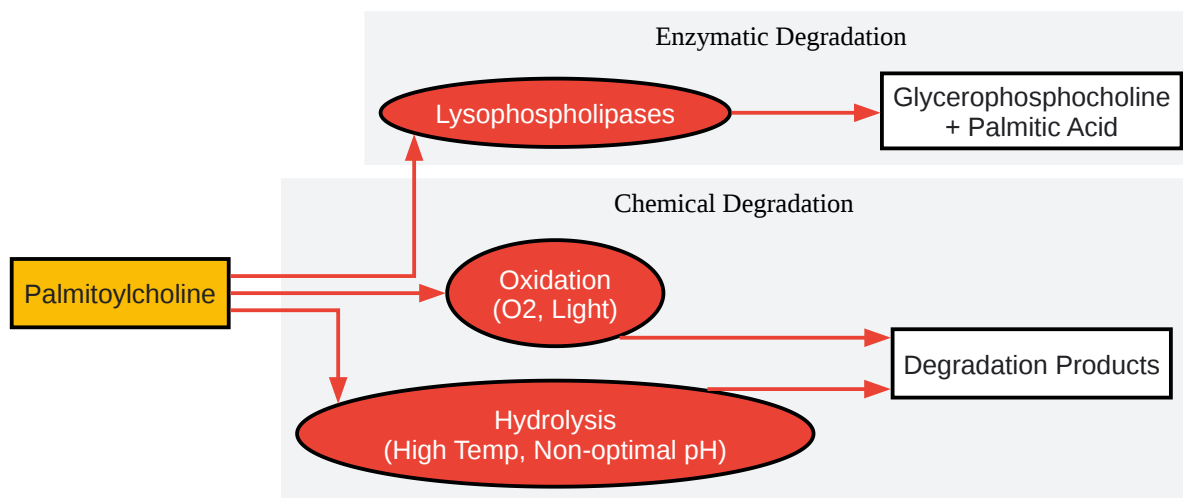 Enzymatic Degradation
Lysophospholipases
Glycerophosphocholine
+ Palmitic Acid
Chemical Degradation
Palmitoylcholine
Oxidation
(O2, Light)
Degradation Products
Hydrolysis
(High Temp, Non-optimal pH)